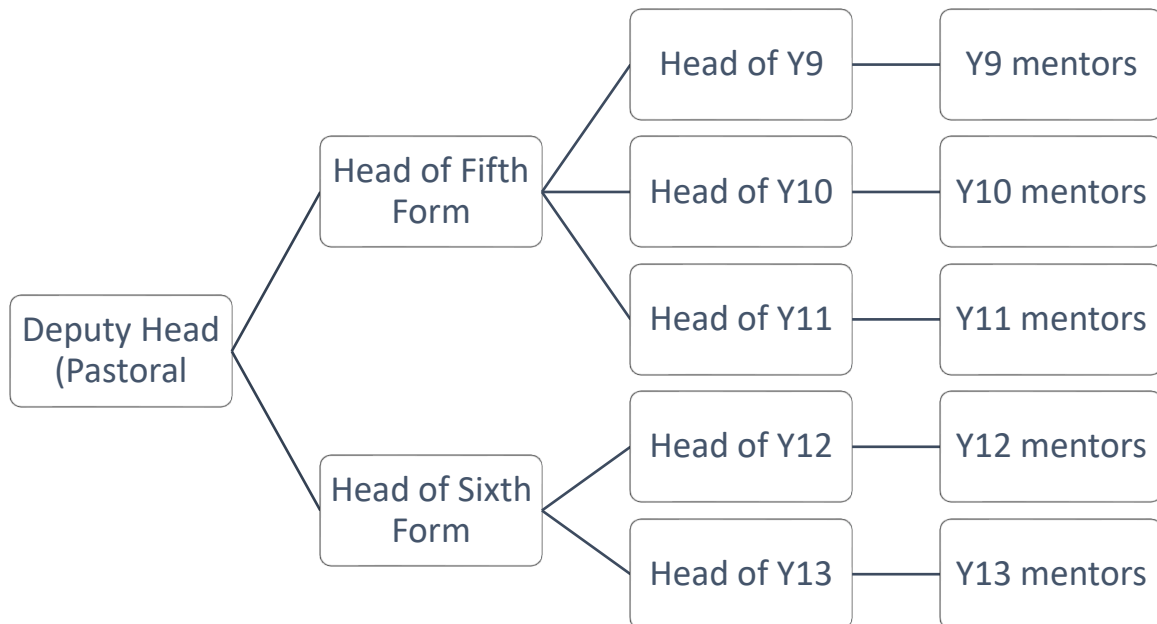 Head of Y9
Y9 mentors
Head of Fifth
Form
Head of Y10
Y10 mentors
Head of Y11
Y11 mentors
Deputy Head
(Pastoral
Head of Y12
Y12 mentors
Head of Sixth
Form
Head of Y13
Y13 mentors